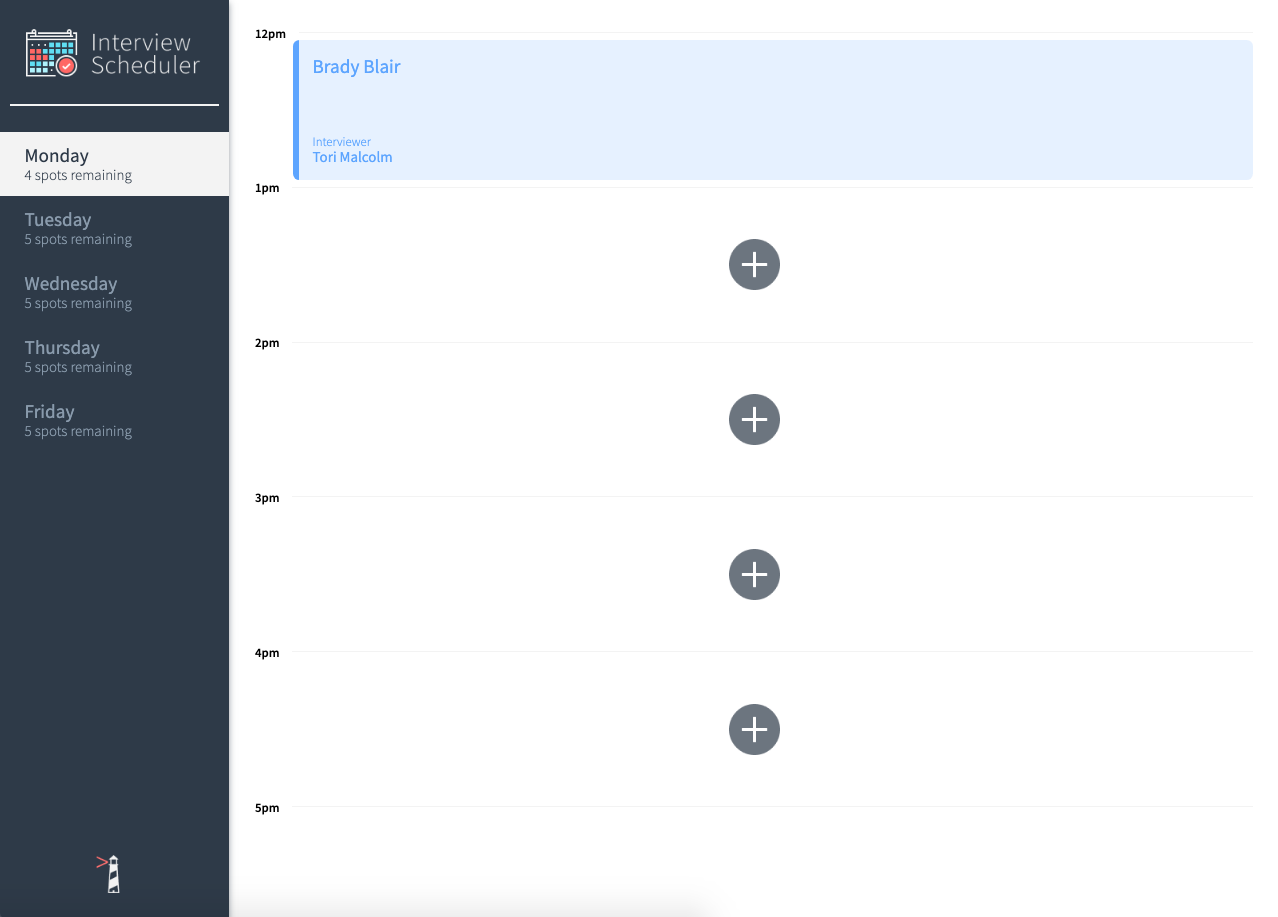 Interview
Scheduler
Monday
4 spots remaining
Tuesday
5 spots remaining
Wednesday
5 spots remaining
Thursday
5 spots remaining
Friday
5 spots remaining
12pm
Brady Blair
Interviewer
Tori Malcolm
1pm
2pm
3pm
4pm
5pm